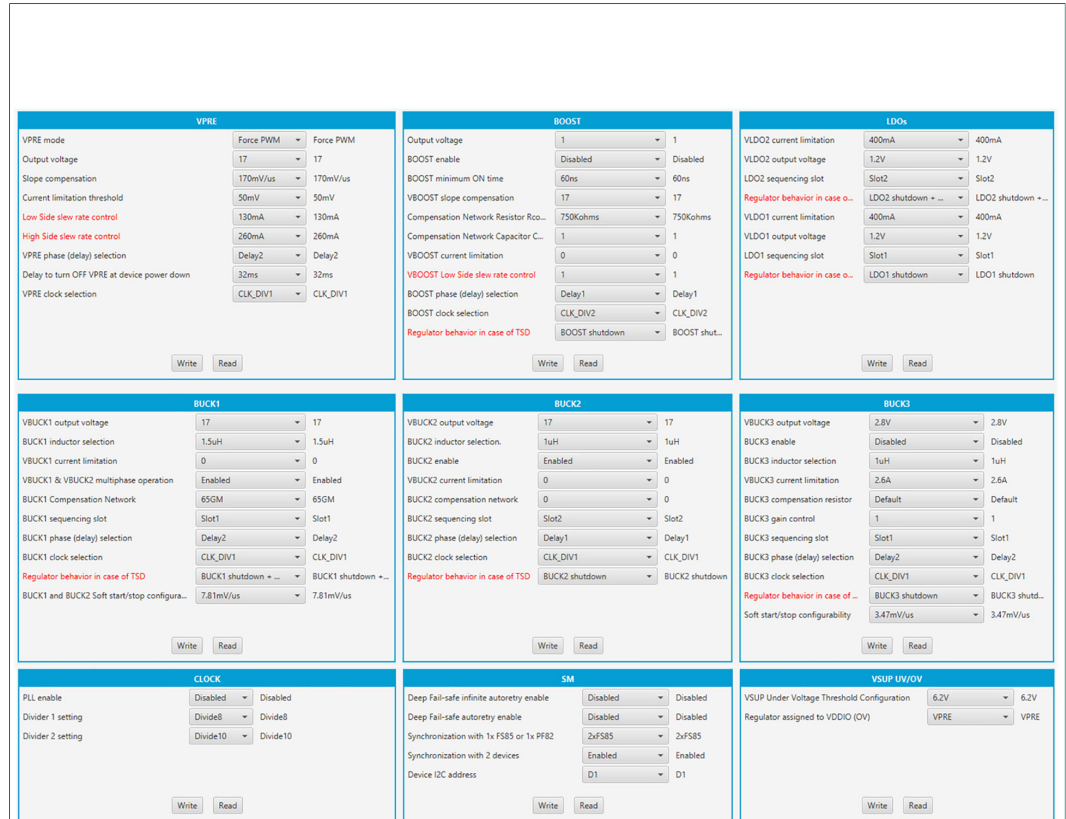 VPRE
VPRE mode Force PWM Force PWM
Output voltage 17 17
Slope compensation 170mV/us 170mV/us
Current limitation threshold 50mV 50mV
Low Side slew rate control 130mA 130mA
High Side slew rate control 260mA 260mA
VPRE phase (delay) selection Delay2 Delay2
Delay to turn OFF VPRE at device power down 32ms 32ms
VPRE clock selection CLK_DIV1 CLK_DIV1
Write Read
BOOST
Output voltage 1 1
BOOST enable Disabled Disabled
BOOST minimum ON time 60ns 60ns
VBOOST slope compensation 17 17
Compensation Network Resistor Rco... 750Kohms 750Kohms
Compensation Network Capacitor C... 1 1
VBOOST current limitation 0 0
VBOOST Low Side slew rate control 1 1
BOOST phase (delay) selection Delay1 Delay1
BOOST clock selection CLK_DIV2 CLK_DIV2
Regulator behavior in case of TSD BOOST shutdown BOOST shut...
Write Read
LDOs
VLDO2 current limitation 400mA 400mA
VLDO2 output voltage 1.2V 1.2V
LDO2 sequencing slot Slot2 Slot2
Regulator behavior in case o... LDO2 shutdown + ... LDO2 shutdown +...
VLDO1 current limitation 400mA 400mA
VLDO1 output voltage 1.2V 1.2V
LDO1 sequencing slot Slot1 Slot1
Regulator behavior in case o... LDO1 shutdown LDO1 shutdown
Write Read
BUCK1
VBUCK1 output voltage 17 17
BUCK1 inductor selection 1.5uH 1.5uH
VBUCK1 current limitation 0 0
VBUCK1 & VBUCK2 multiphase operation Enabled Enabled
BUCK1 Compensation Network 65GM 65GM
BUCK1 sequencing slot Slot1 Slot1
BUCK1 phase (delay) selection Delay2 Delay2
BUCK1 clock selection CLK_DIV1 CLK_DIV1
Regulator behavior in case of TSD BUCK1 shutdown + ... BUCK1 shutdown +...
BUCK1 and BUCK2 Soft start/stop configura... 7.81mV/us 7.81mV/us
Write Read
BUCK2
VBUCK2 output voltage 17 17
BUCK2 inductor selection. 1uH 1uH
BUCK2 enable Enabled Enabled
VBUCK2 current limitation 0 0
BUCK2 compensation network 0 0
BUCK2 sequencing slot Slot2 Slot2
BUCK2 phase (delay) selection Delay1 Delay1
BUCK2 clock selection CLK_DIV1 CLK_DIV1
Regulator behavior in case of TSD BUCK2 shutdown BUCK2 shutdown
Write Read
BUCK3
VBUCK3 output voltage 2.8V 2.8V
BUCK3 enable Disabled Disabled
BUCK3 inductor selection 1uH 1uH
VBUCK3 current limitation 2.6A 2.6A
BUCK3 compensation resistor Default Default
BUCK3 gain control 1 1
BUCK3 sequencing slot Slot1 Slot1
BUCK3 phase (delay) selection Delay2 Delay2
BUCK3 clock selection CLK_DIV1 CLK_DIV1
Regulator behavior in case of ... BUCK3 shutdown BUCK3 shutd...
Soft start/stop configurability 3.47mV/us 3.47mV/us
Write Read
CLOCK
PLL enable Disabled Disabled
Divider 1 setting Divide8 Divide8
Divider 2 setting Divide10 Divide10
Write Read
SM
Deep Fail-safe infinite autoretry enable Disabled Disabled
Deep Fail-safe autoretry enable Disabled Disabled
Synchronization with 1x FS85 or 1x PF82 2xFS85 2xFS85
Synchronization with 2 devices Enabled Enabled
Device I2C address D1 D1
Write Read
VSUP UV/OV
VSUP Under Voltage Threshold Configuration 6.2V 6.2V
Regulator assigned to VDDIO (OV) VPRE VPRE
Write Read